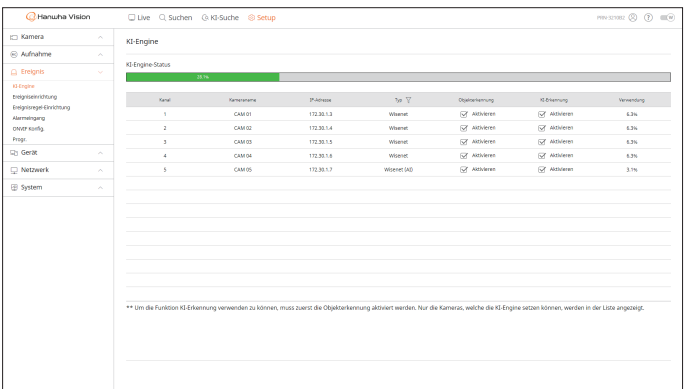 Hanwha Vision
Live Suchen KI-Suche Setup
Kamera
Aufnahme
Ereignis
KI-Engine
Ereigniseinrichtung
Ereignisregel-Einrichtung
Alarmeingang
ONVIF-Konfig.
Progr.
Gerät
Netzwerk
System
KI-Engine
KI-Engine-Status
28.1%
Kanal Kameraname IP-Adresse Typ Objekterkennung KI-Erkennung Verwendung
1 CAM 01 172.30.1.3 Wisenet Aktivieren Aktivieren 6.3%
2 CAM 02 172.30.1.4 Wisenet Aktivieren Aktivieren 6.3%
3 CAM 03 172.30.1.5 Wisenet Aktivieren Aktivieren 6.3%
4 CAM 04 172.30.1.6 Wisenet Aktivieren Aktivieren 6.3%
5 CAM 05 172.30.1.7 Wisenet (AI) Aktivieren Aktivieren 3.1%
** Um die Funktion KI-Erkennung verwenden zu können, muss zuerst die Objekterkennung aktiviert werden. Nur die Kameras, welche die KI-Engine setzen können, werden in der Liste angezeigt.